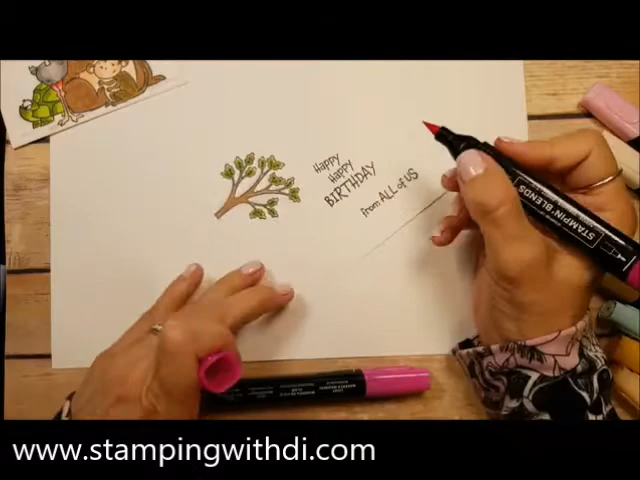 Happy
Happy
BIRTHDAY
from ALL of US
STAMPIN' BLENDS
www.stampingwithdi.com